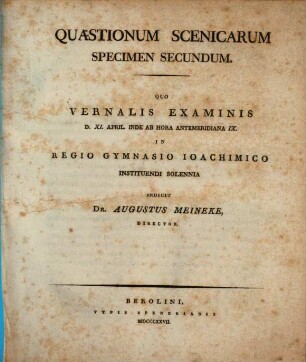 QUÆSTIONUM SCENICARUM
SPECIMEN SECUNDUM.
QUO
VERNALIS EXAMINIS
D. XI. APRIL. INDE AB HORA ANTEMERIDIANA IX.
IN
REGIO GYMNASIO IOACHIMICO
INSTITUENDI SOLENNIA
INDICIT
DR. AUGUSTUS MEINEKE,
DIRECTOR.
BEROLINI,
TYPIS SPENERIANIS
MDCCCXXVII.